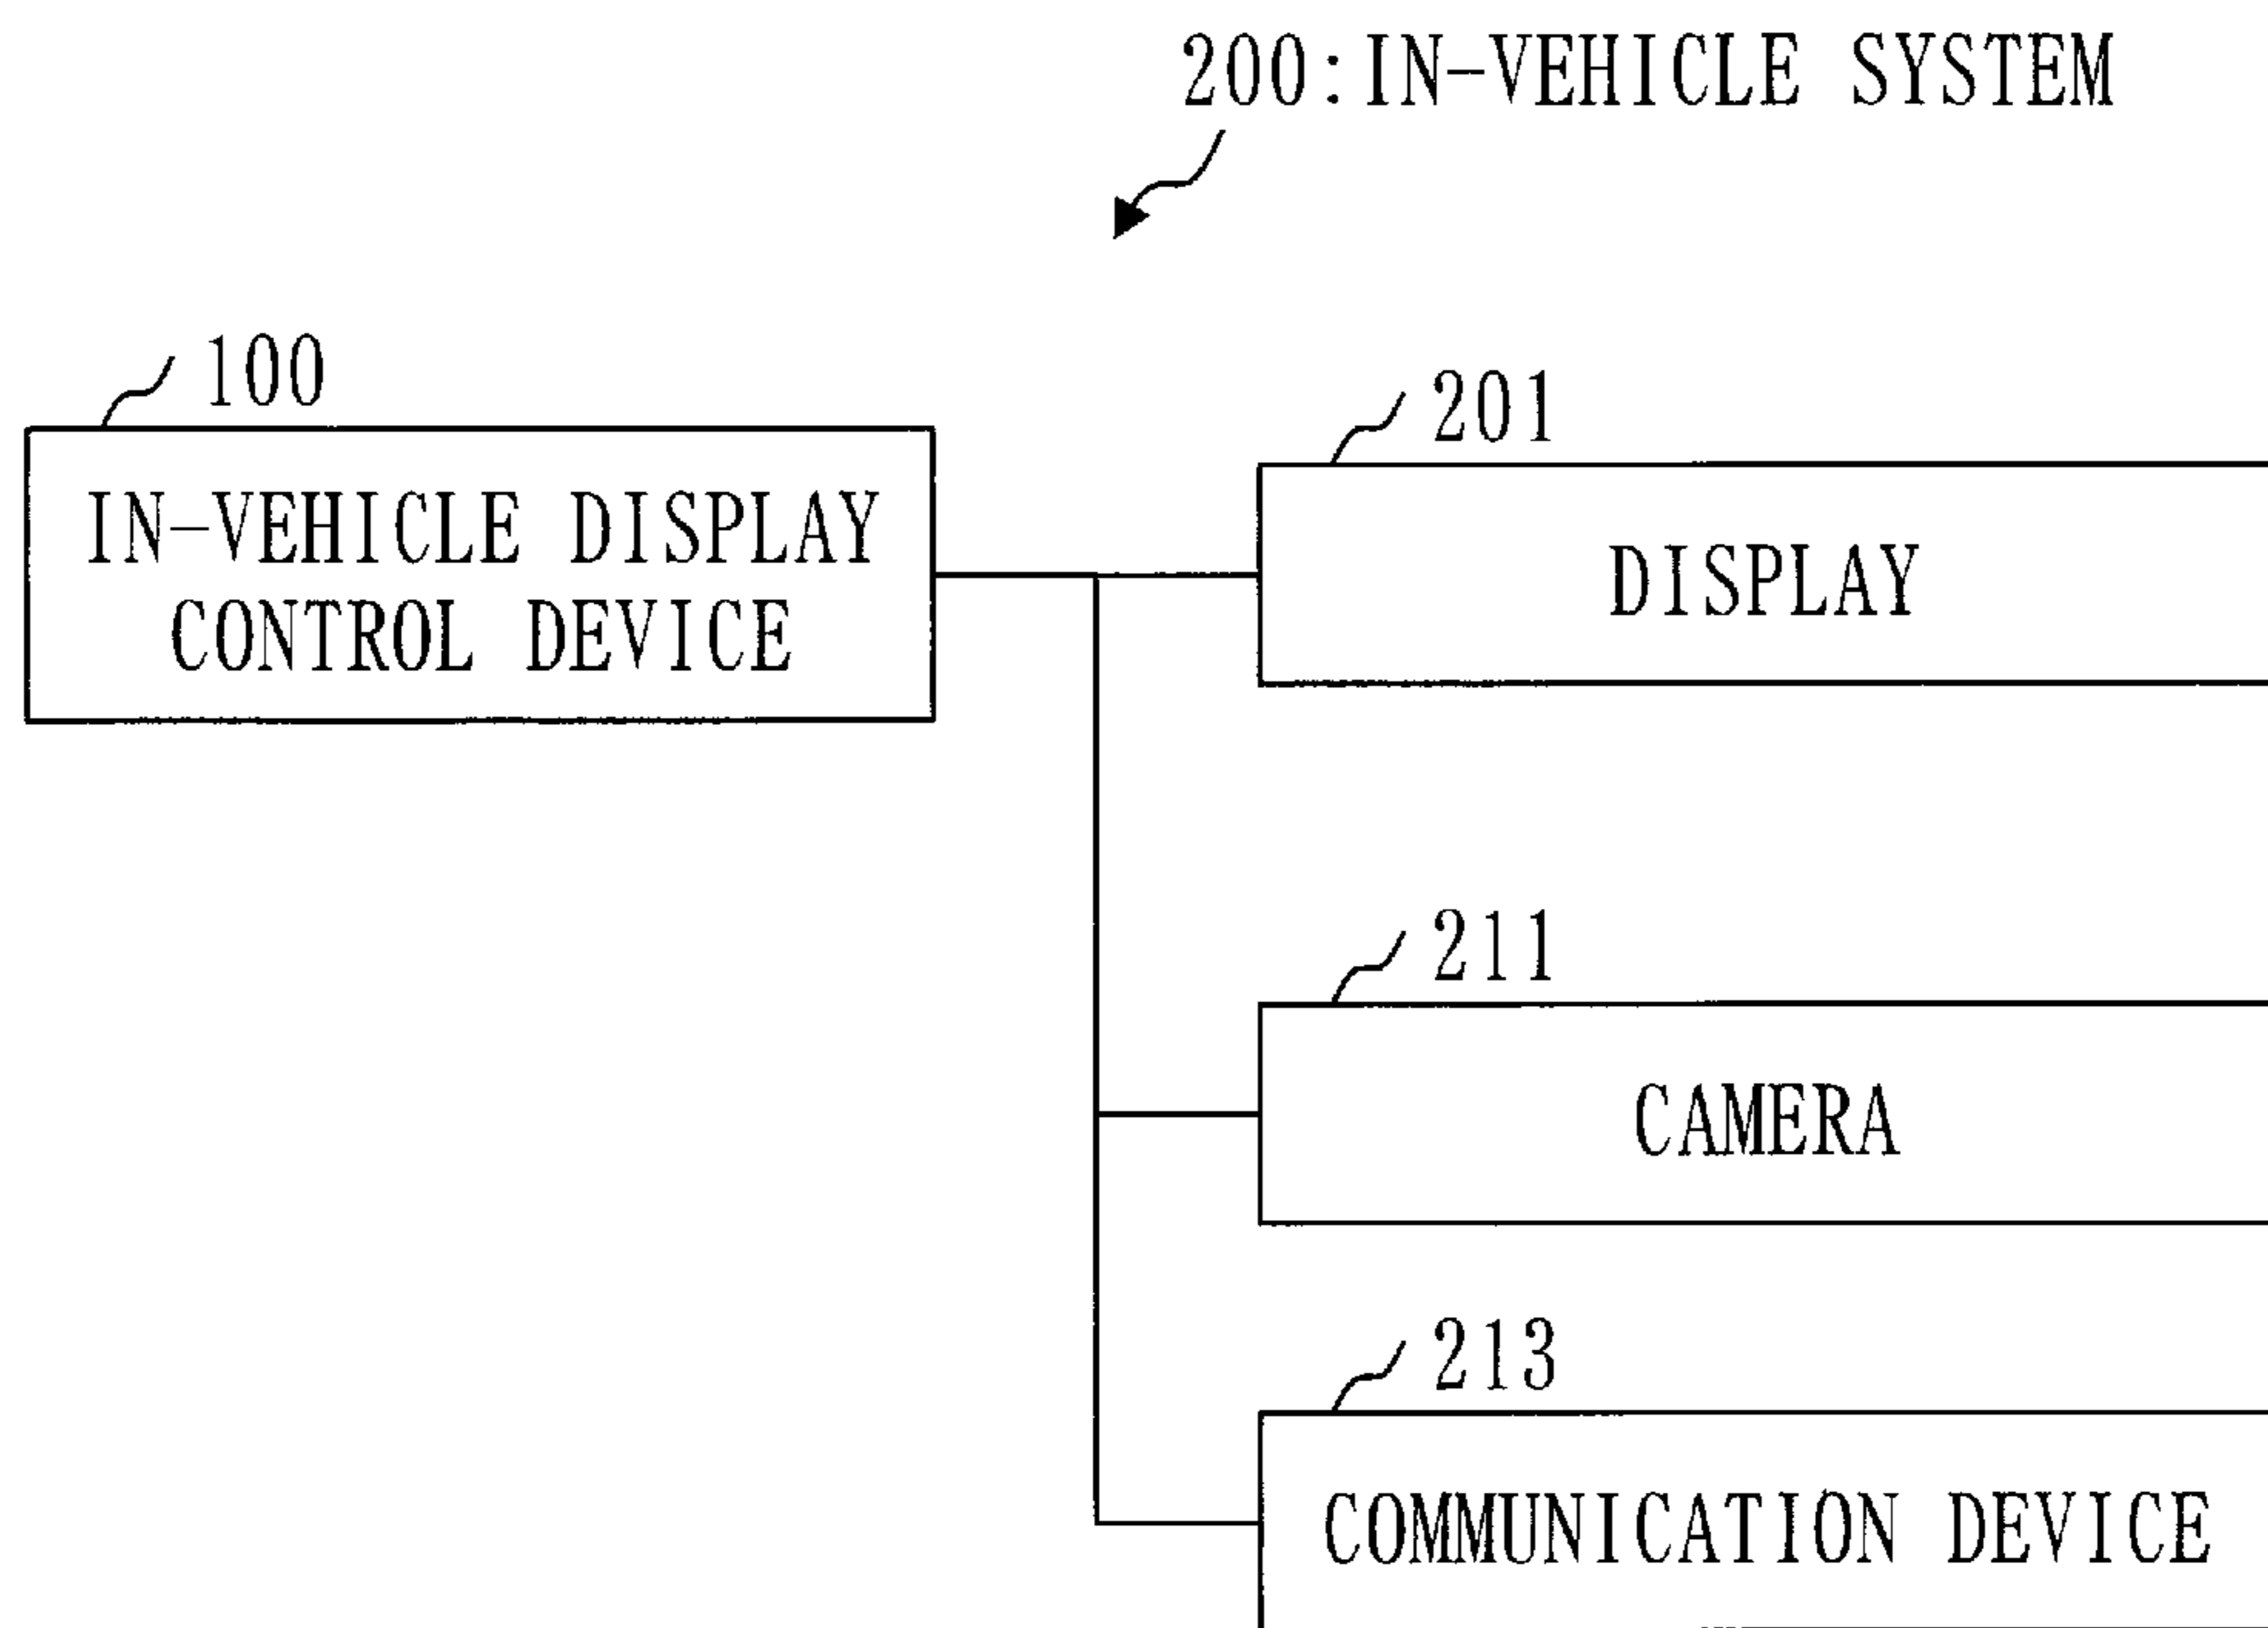 200:IN-VEHICLE SYSTEM
100
IN-VEHICLE DISPLAY
CONTROL DEVICE
201
DISPLAY
211
CAMERA
213
COMMUNICATION DEVICE